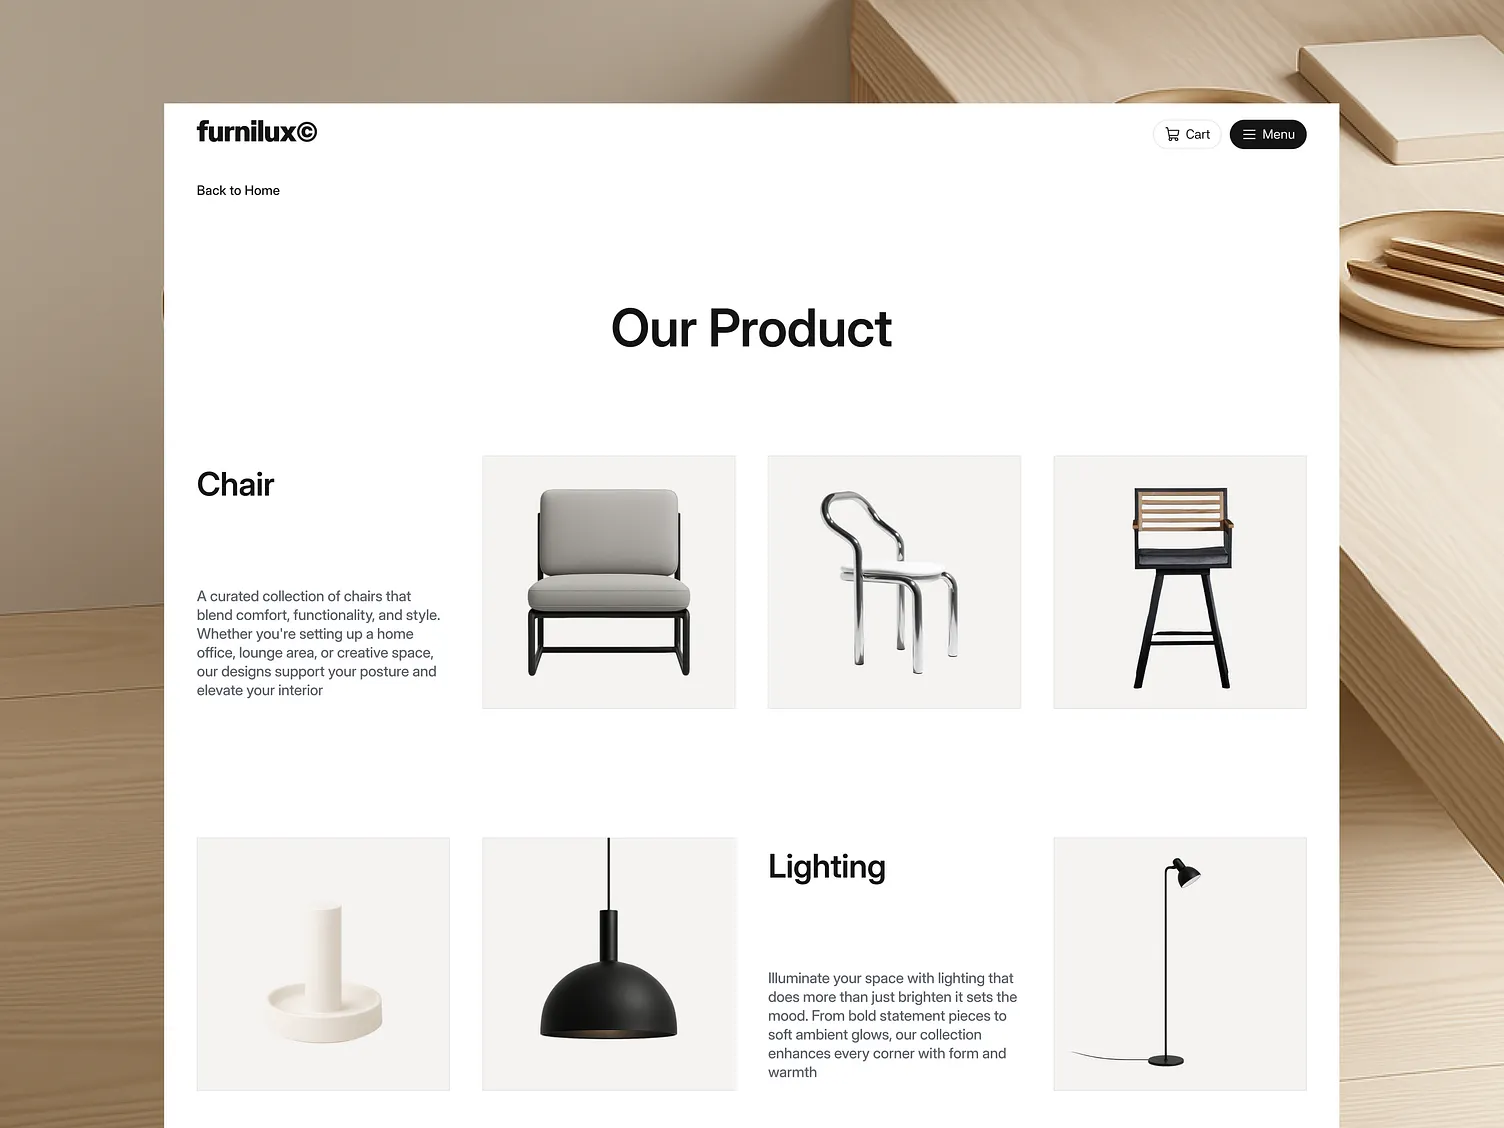 furnilux©
Cart
Menu
Back to Home
Our Product
Chair
A curated collection of chairs that
blend comfort, functionality, and style.
Whether you're setting up a home
office, lounge area, or creative space,
our designs support your posture and
elevate your interior
Lighting
Illuminate your space with lighting that
does more than just brighten it sets the
mood. From bold statement pieces to
soft ambient glows, our collection
enhances every corner with form and
warmth